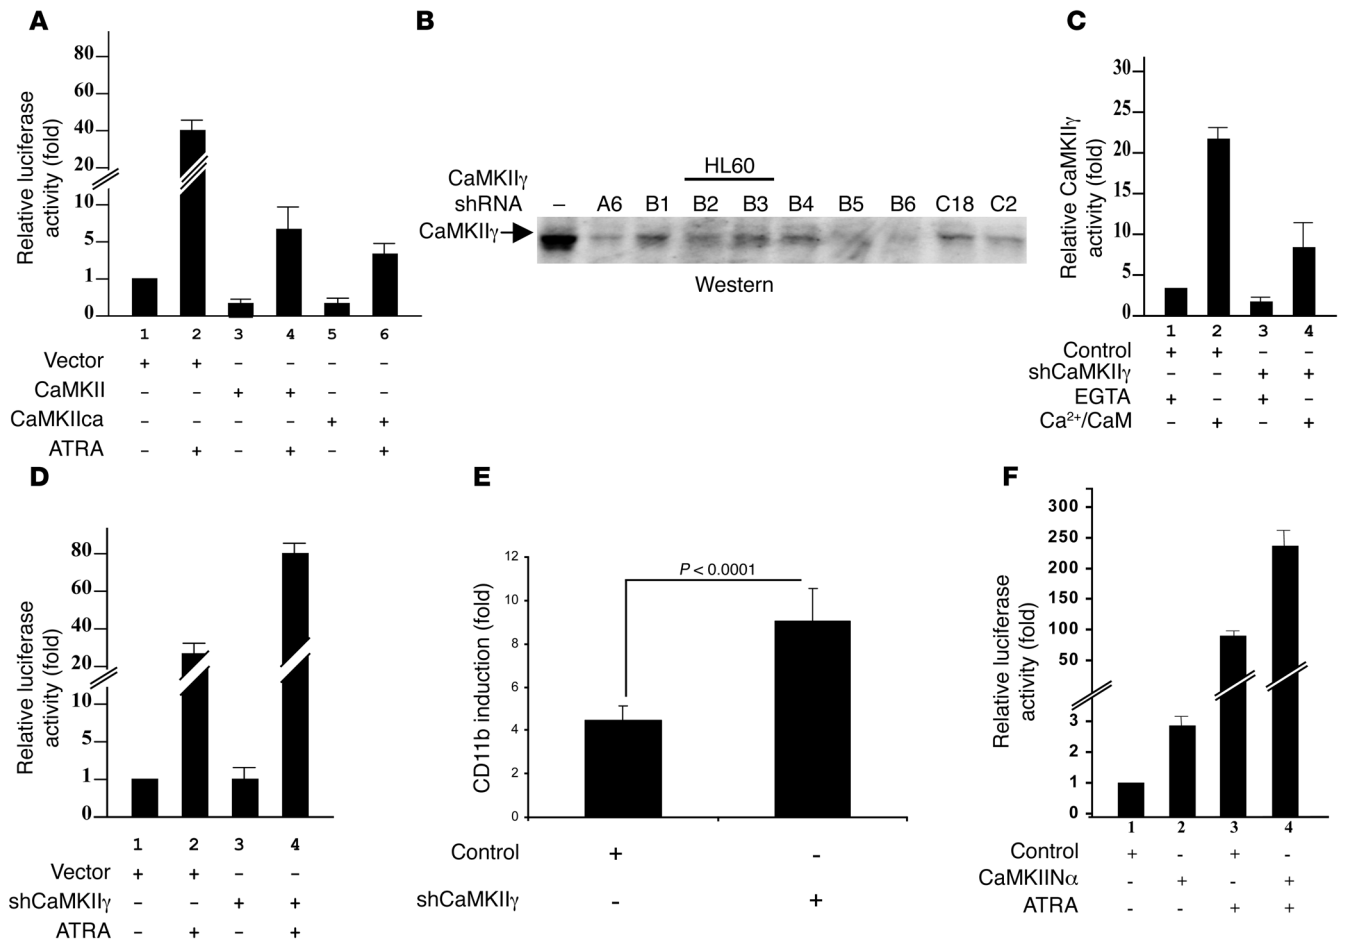 A
Relative luciferase
activity (fold)
80
60
40
20
10
5
1
0
1 2 3 4 5 6
Vector + + – – – –
CaMKII – – + + – –
CaMKIIca – – – – + +
ATRA – + – + – +
B
HL60
CaMKIIγ
shRNA – A6 B1 B2 B3 B4 B5 B6 C18 C2
CaMKIIγ
Western
C
Relative CaMKIIγ
activity (fold)
30
25
20
15
10
5
0
1 2 3 4
Control + + – –
shCaMKIIγ – – + +
EGTA + – + –
Ca²⁺/CaM – + – +
D
Relative luciferase
activity (fold)
80
60
40
20
10
5
1
0
1 2 3 4
Vector + + – –
shCaMKIIγ – – + +
ATRA – + – +
E
CD11b induction (fold)
12
10
8
6
4
2
0
P < 0.0001
Control + -
shCaMKIIγ - +
F
Relative luciferase
activity (fold)
300
250
200
150
100
50
3
2
1
0
1 2 3 4
Control + - + -
CaMKIINα - + - +
ATRA - - + +